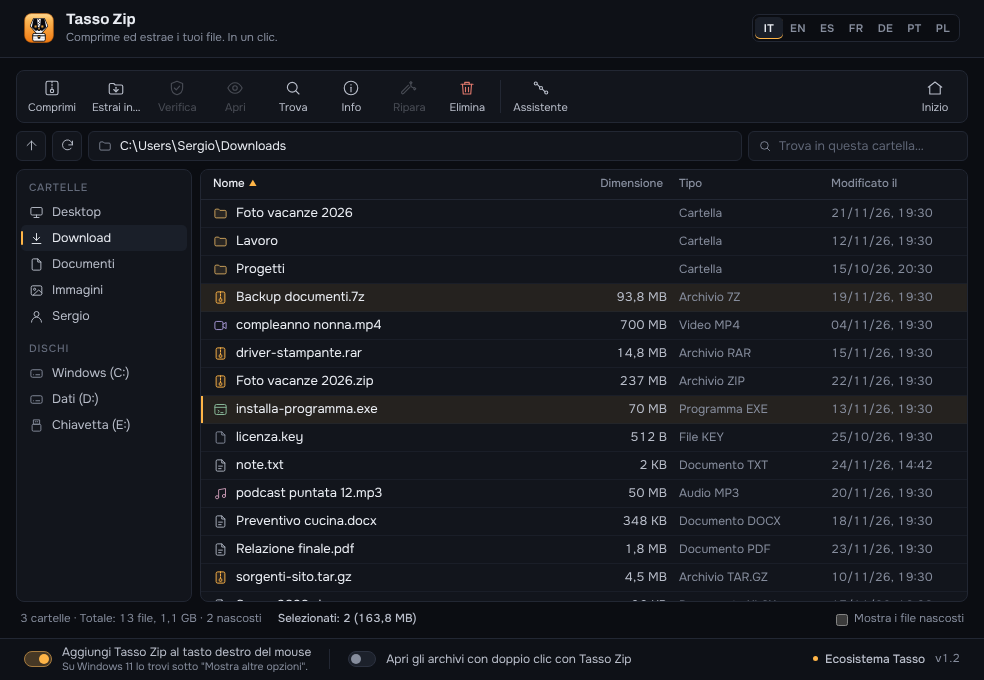 Tasso Zip
Comprime ed estrae i tuoi file. In un clic.
IT EN ES FR DE PT PL
Comprimi Estrai in... Verifica Apri Trova Info Ripara Elimina Assistente Inizio
C:\Users\Sergio\Downloads
Trova in questa cartella...
CARTELLE
Desktop
Download
Documenti
Immagini
Sergio
DISCHI
Windows (C:)
Dati (D:)
Chiavetta (E:)
Nome Dimensione Tipo Modificato il
Foto vacanze 2026 Cartella 21/11/26, 19:30
Lavoro Cartella 12/11/26, 19:30
Progetti Cartella 15/10/26, 20:30
Backup documenti.7z 93,8 MB Archivio 7Z 19/11/26, 19:30
compleanno nonna.mp4 700 MB Video MP4 04/11/26, 19:30
driver-stampante.rar 14,8 MB Archivio RAR 15/11/26, 19:30
Foto vacanze 2026.zip 237 MB Archivio ZIP 22/11/26, 19:30
installa-programma.exe 70 MB Programma EXE 13/11/26, 19:30
licenza.key 512 B File KEY 25/10/26, 19:30
note.txt 2 KB Documento TXT 24/11/26, 14:42
podcast puntata 12.mp3 50 MB Audio MP3 20/11/26, 19:30
Preventivo cucina.docx 348 KB Documento DOCX 18/11/26, 19:30
Relazione finale.pdf 1,8 MB Documento PDF 23/11/26, 19:30
sorgenti-sito.tar.gz 4,5 MB Archivio TAR.GZ 10/11/26, 19:30
3 cartelle · Totale: 13 file, 1,1 GB · 2 nascosti Selezionati: 2 (163,8 MB)
Mostra i file nascosti
Aggiungi Tasso Zip al tasto destro del mouse
Su Windows 11 lo trovi sotto "Mostra altre opzioni".
Apri gli archivi con doppio clic con Tasso Zip
Ecosistema Tasso v1.2